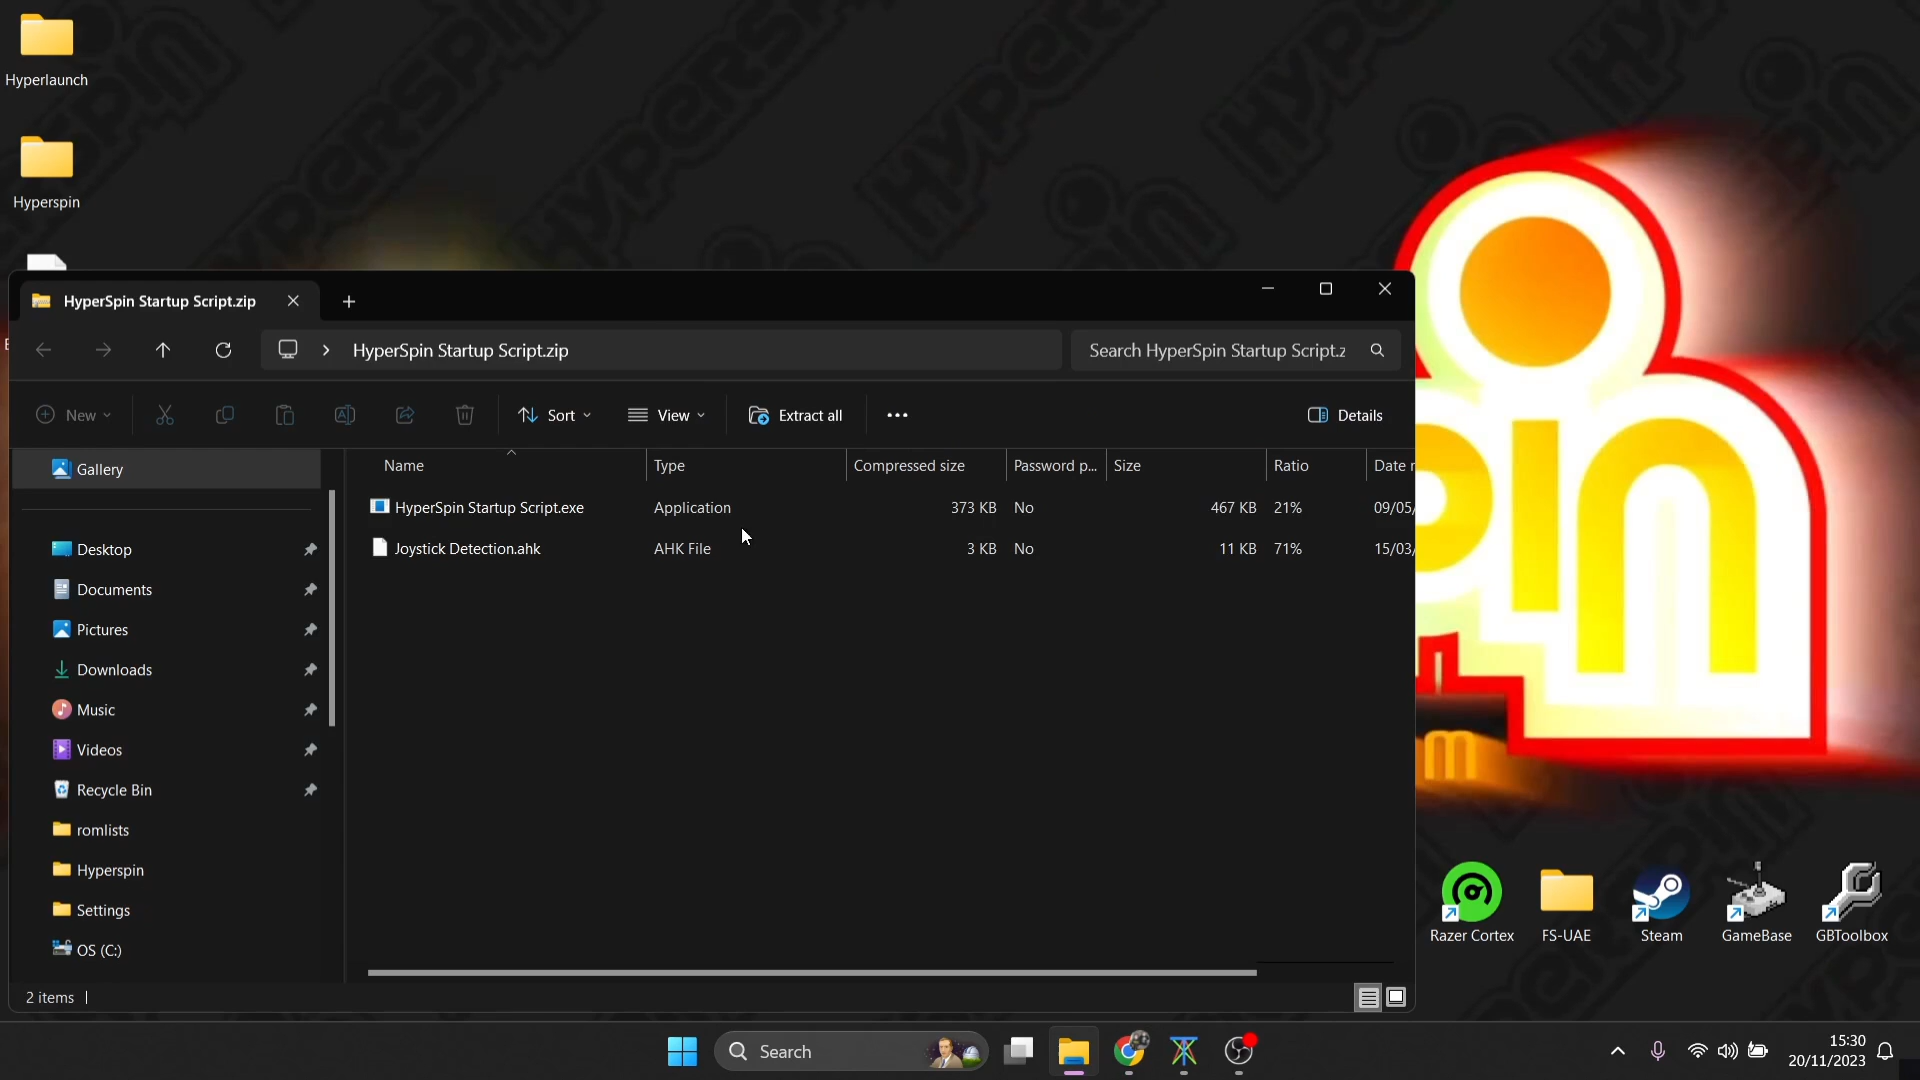 Hyperlaunch
Hyperspin
HyperSpin Startup Script.zip
HyperSpin Startup Script.zip
Search HyperSpin Startup Script.z
New
Sort
View
Extract all
Details
Gallery
Name Type Compressed size Password p... Size Ratio Date
HyperSpin Startup Script.exe Application 373 KB No 467 KB 21% 09/05/
Joystick Detection.ahk AHK File 3 KB No 11 KB 71% 15/03/
Desktop
Documents
Pictures
Downloads
Music
Videos
Recycle Bin
romlists
Hyperspin
Settings
OS (C:)
2 items
pin
Razer Cortex
FS-UAE
Steam
GameBase
GBToolbox
Search
15:30
20/11/2023